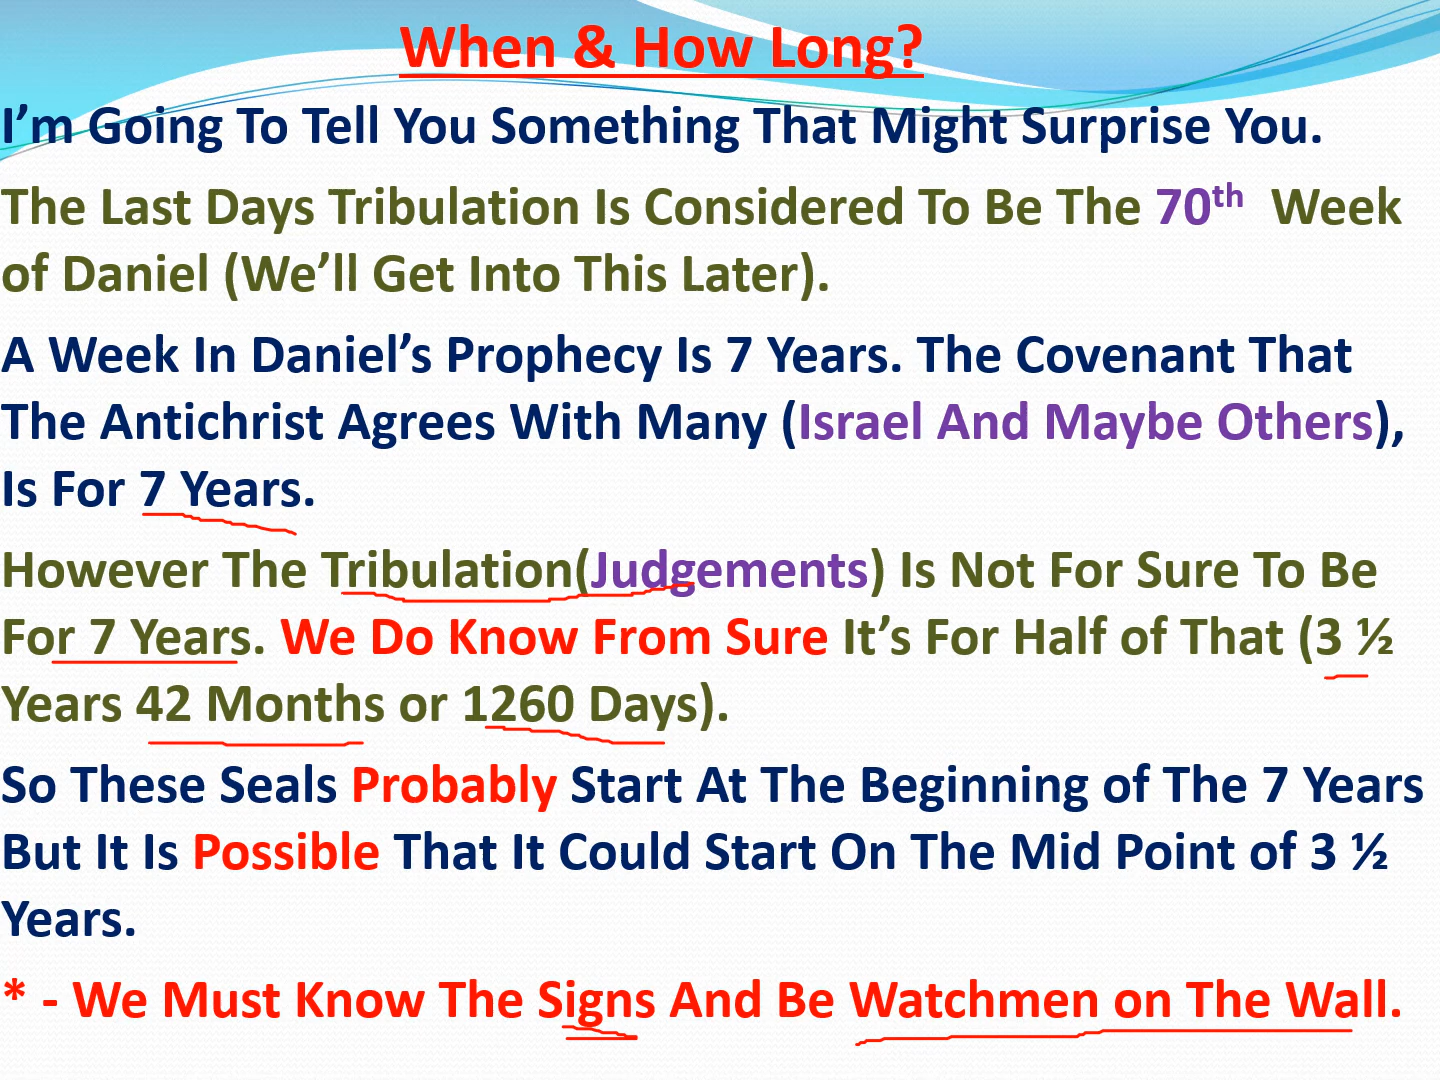 When & How Long?
I’m Going To Tell You Something That Might Surprise You.
The Last Days Tribulation Is Considered To Be The 70th Week
of Daniel (We’ll Get Into This Later).
A Week In Daniel’s Prophecy Is 7 Years. The Covenant That
The Antichrist Agrees With Many (Israel And Maybe Others),
Is For 7 Years.
However The Tribulation(Judgements) Is Not For Sure To Be
For 7 Years. We Do Know From Sure It’s For Half of That (3 ½
Years 42 Months or 1260 Days).
So These Seals Probably Start At The Beginning of The 7 Years
But It Is Possible That It Could Start On The Mid Point of 3 ½
Years.
* - We Must Know The Signs And Be Watchmen on The Wall.